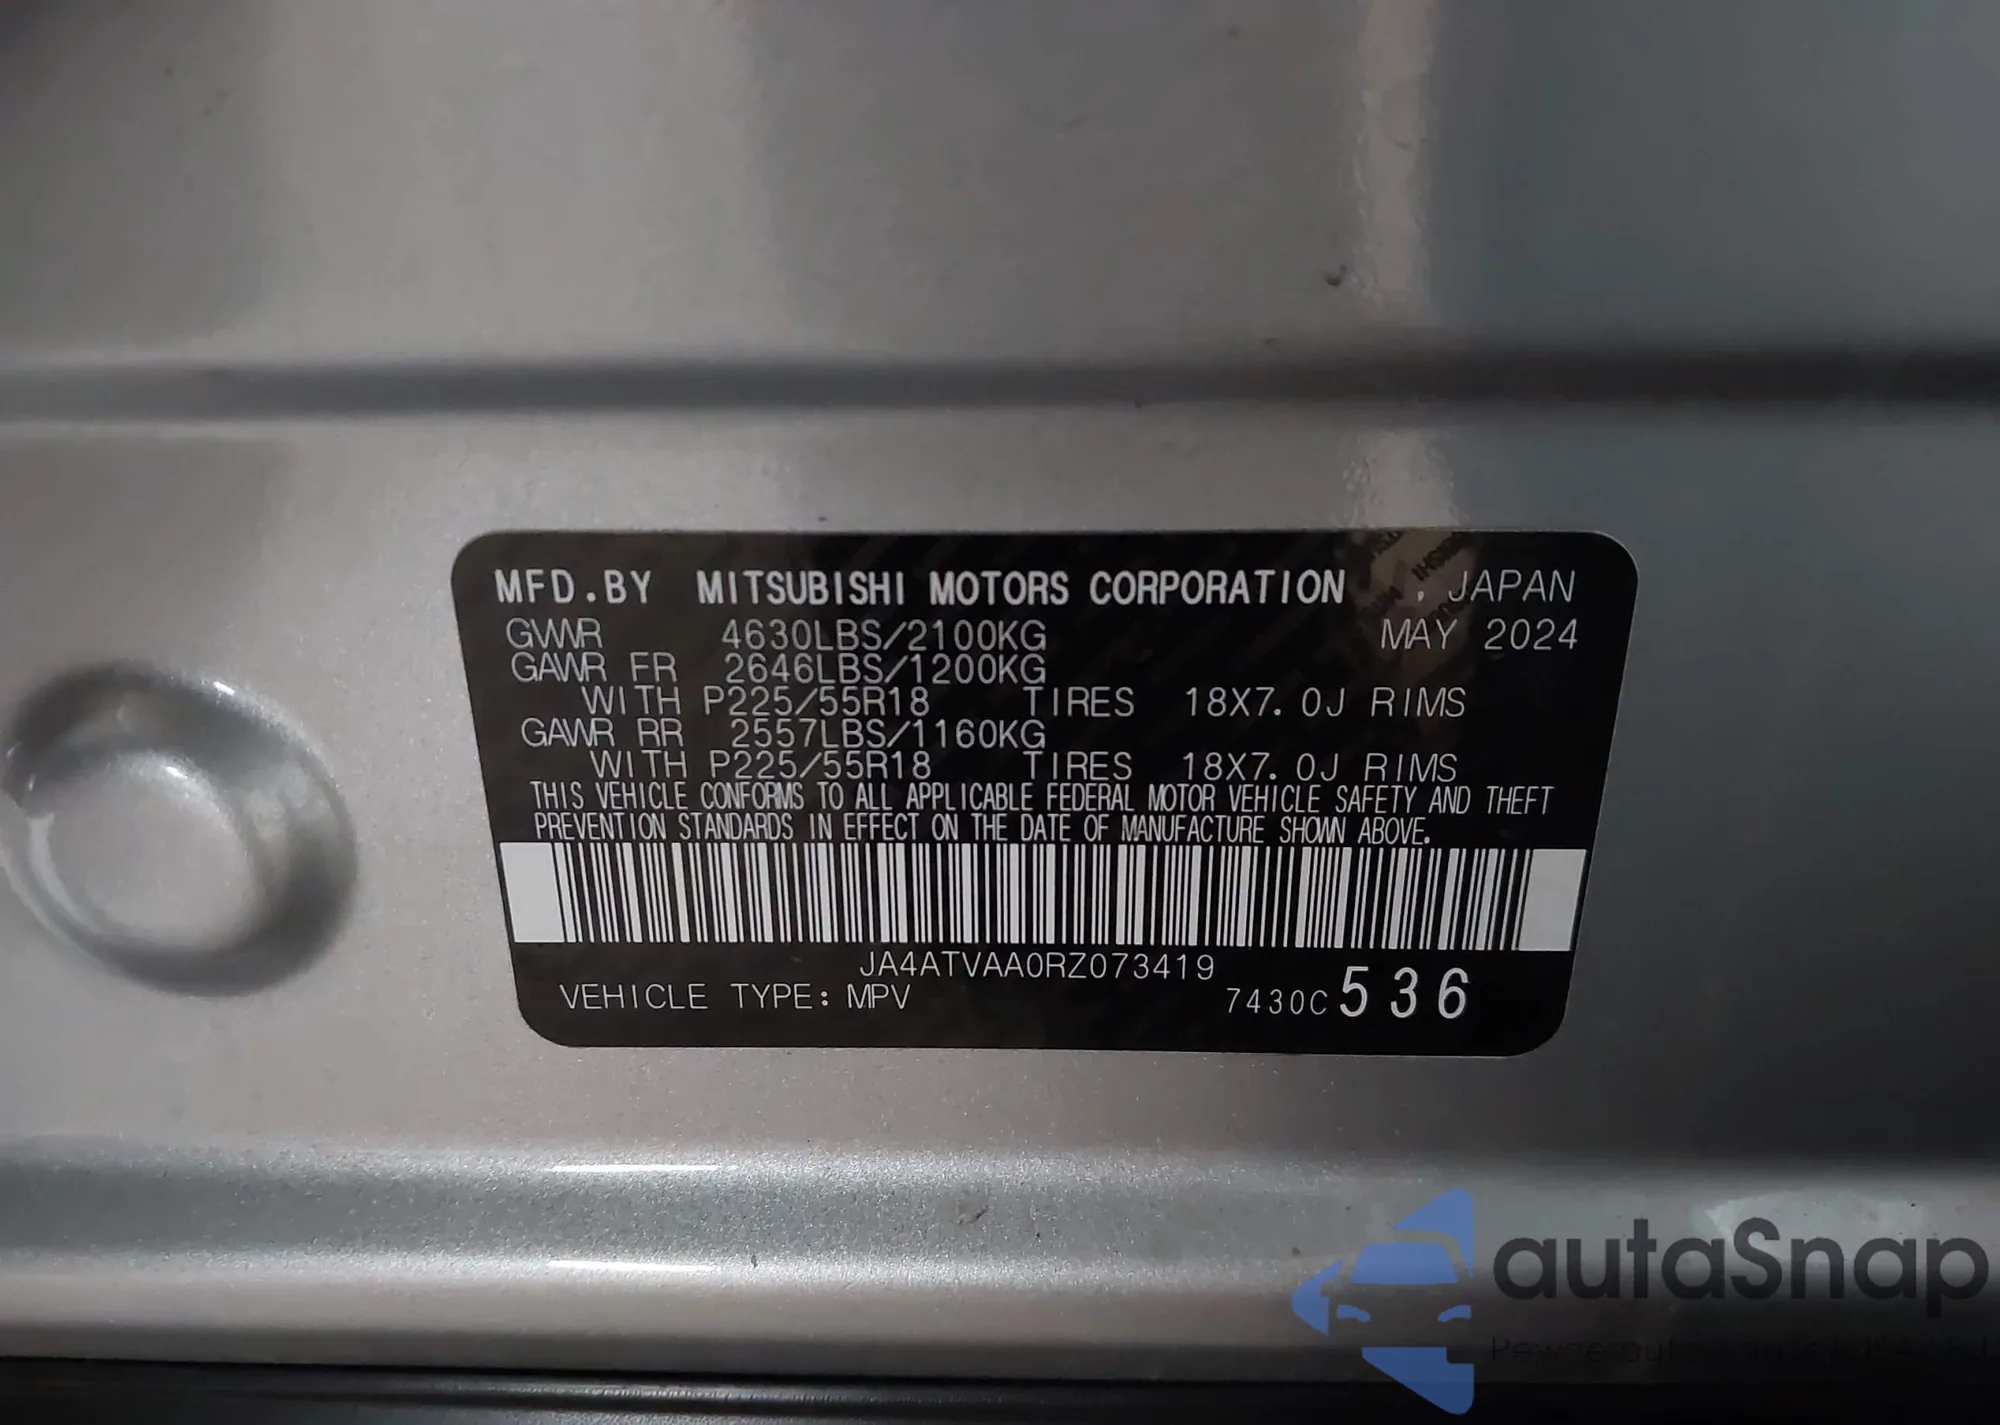 MFD.BY MITSUBISHI MOTORS CORPORATION , JAPAN
GVWR 4630LBS/2100KG MAY 2024
GAWR FR 2646LBS/1200KG
WITH P225/55R18 TIRES 18X7.0J RIMS
GAWR RR 2557LBS/1160KG
WITH P225/55R18 TIRES 18X7.0J RIMS
THIS VEHICLE CONFORMS TO ALL APPLICABLE FEDERAL MOTOR VEHICLE SAFETY AND THEFT
PREVENTION STANDARDS IN EFFECT ON THE DATE OF MANUFACTURE SHOWN ABOVE.
JA4ATVAA0RZ073419
VEHICLE TYPE: MPV 7430C 536
autaSnap